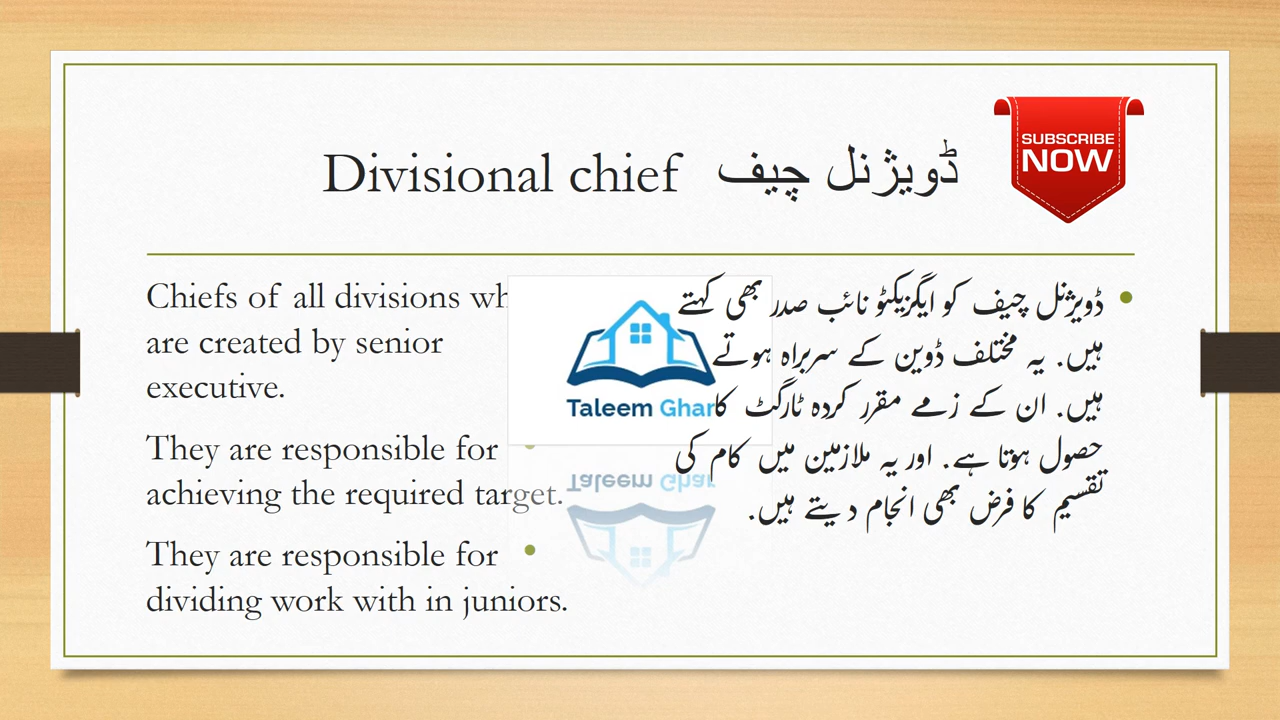 Divisional chief ڈویژنل چیف
SUBSCRIBE
NOW
Chiefs of all divisions
are created by senior
executive.
They are responsible for
achieving the required target.
They are responsible for
dividing work with in juniors.
ڈویژنل چیف کو ایگزیکٹو نائب صدر بھی کہتے
ہیں. یہ مختلف ڈوین کے سربراہ ہوتے
ہیں. ان کے زمے مقرر کردہ ٹارگٹ کا
حصول ہوتا ہے. اور یہ ملازمین میں کام کی
تقسیم کا فرض بھی انجام دیتے ہیں.
Taleem Ghar
Taleem Ghar